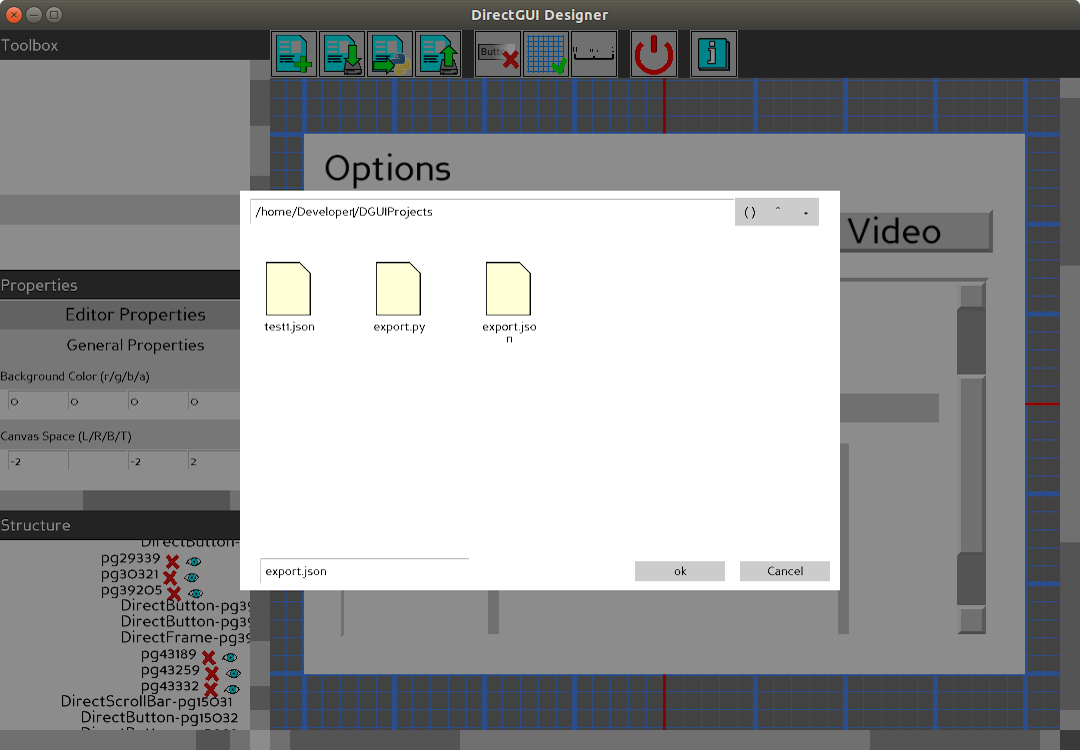 DirectGUI Designer
Toolbox
Options
/home/Developer/DGUIProjects
()
Video
test1.json
export.py
export.jso
n
Properties
Editor Properties
General Properties
Background Color (r/g/b/a)
0 0 0 0
Canvas Space (L/R/B/T)
-2 -2 2
export.json
ok
Cancel
Structure
DirectButton-
pg29339
pg30321
pg39205
DirectButton-pg39
DirectButton-pg39
DirectFrame-pg39
pg43189
pg43259
pg43332
DirectScrollBar-pg15031
DirectButton-pg15032